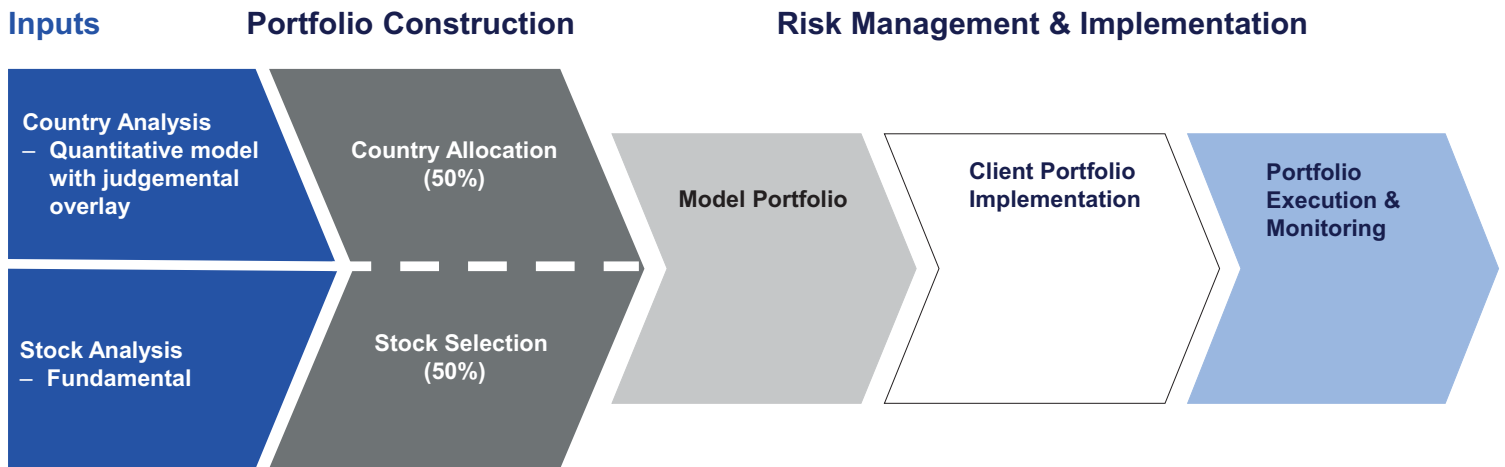 Inputs
Portfolio Construction
Risk Management & Implementation
Country Analysis
– Quantitative model
with judgemental
overlay
Stock Analysis
– Fundamental
Country Allocation
(50%)
Stock Selection
(50%)
Model Portfolio
Client Portfolio
Implementation
Portfolio
Execution &
Monitoring